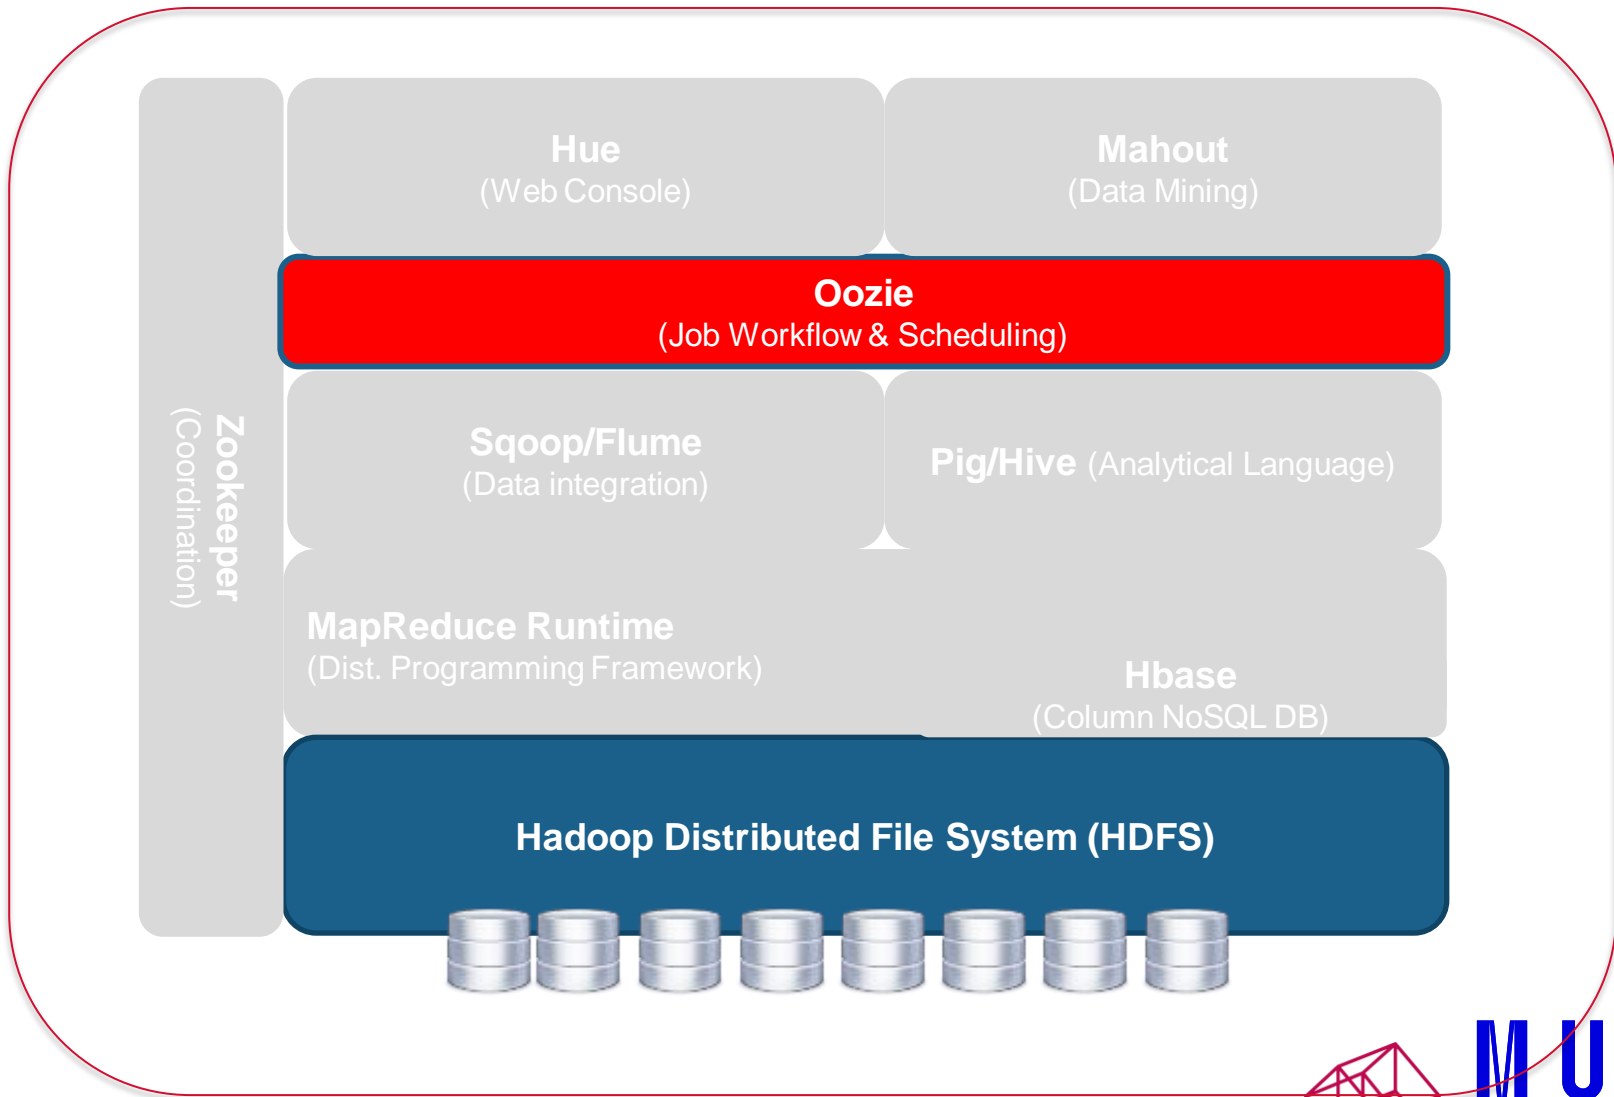 Hue
(Web Console)
Mahout
(Data Mining)
Oozie
(Job Workflow & Scheduling)
Zookeeper
(Coordination)
Sqoop/Flume
(Data integration)
Pig/Hive (Analytical Language)
MapReduce Runtime
(Dist. Programming Framework)
Hbase
(Column NoSQL DB)
Hadoop Distributed File System (HDFS)
MU